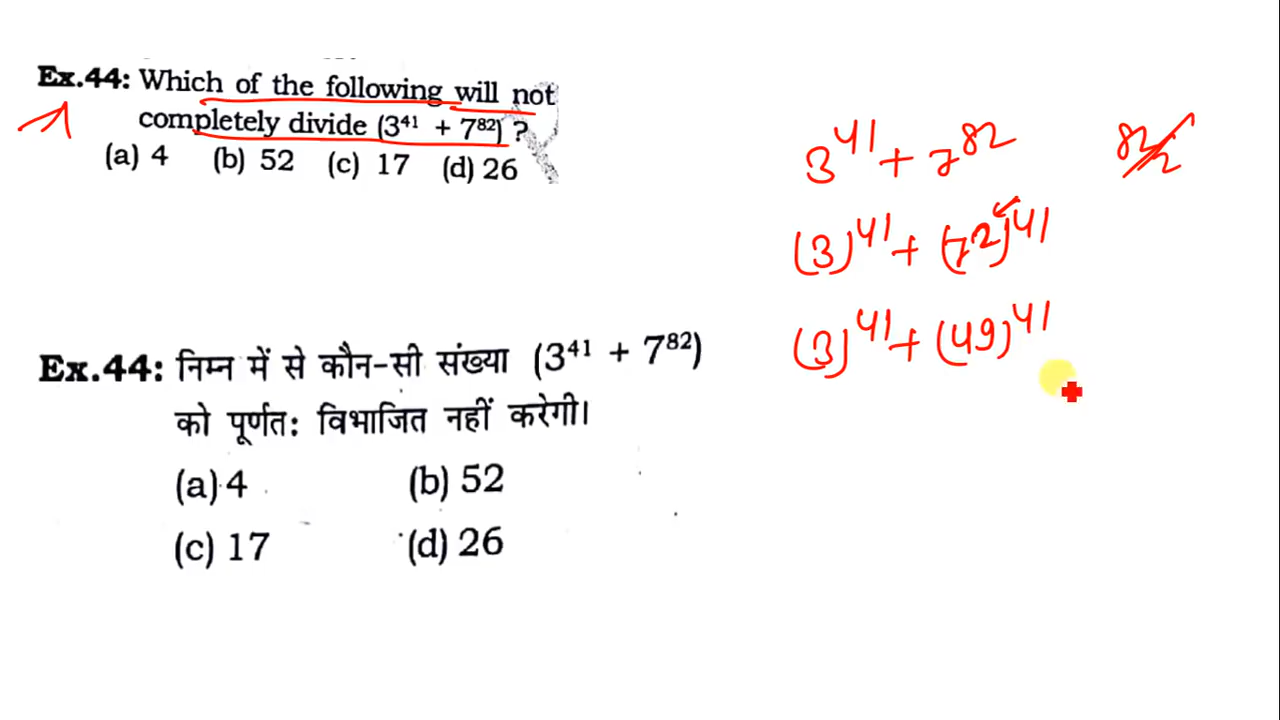 Ex.44: Which of the following will not
completely divide (3⁴¹ + 7⁸²) ?
(a) 4 (b) 52 (c) 17 (d) 26
3⁴¹ + 7⁸² 82/2
(3)⁴¹ + (7²)⁴¹
(3)⁴¹ + (49)⁴¹
Ex.44: निम्न में से कौन-सी संख्या (3⁴¹ + 7⁸²)
को पूर्णत: विभाजित नहीं करेगी।
(a) 4 (b) 52
(c) 17 (d) 26